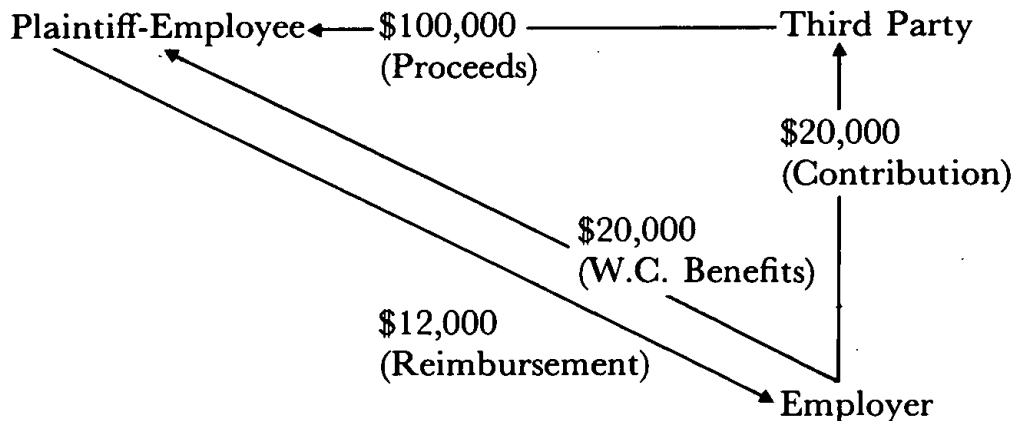 Plaintiff-Employee
$100,000
(Proceeds)
Third Party
$20,000
(Contribution)
$20,000
(W.C. Benefits)
$12,000
(Reimbursement)
Employer